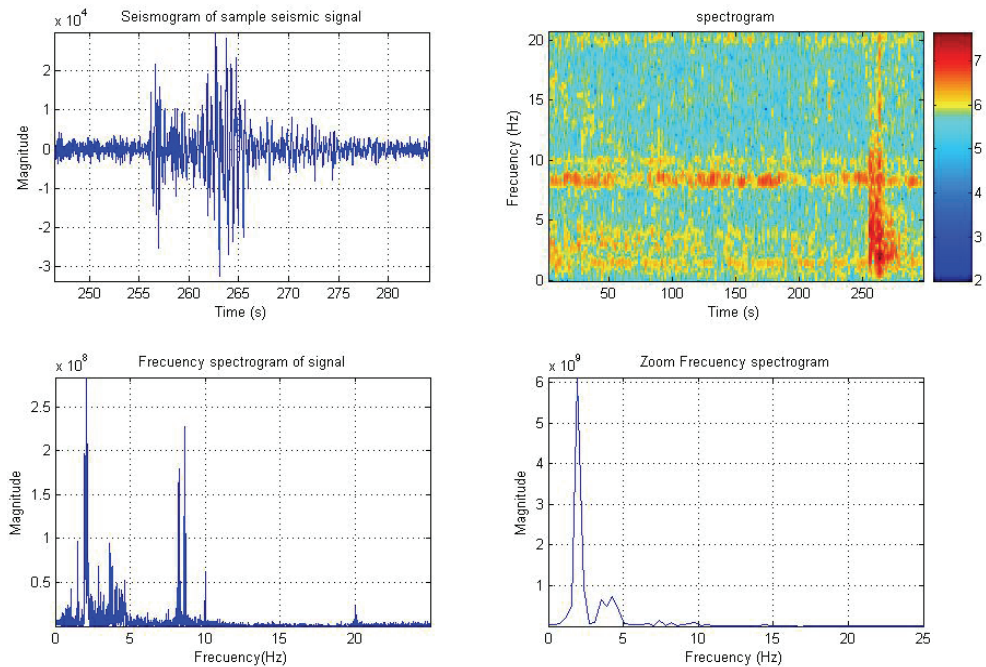 Seismogram of sample seismic signal
x 10^4
Magnitude
2
1
0
-1
-2
-3
250 255 260 265 270 275 280
Time (s)
spectrogram
Frecuency (Hz)
20
15
10
5
0
50 100 150 200 250
Time (s)
7
6
5
4
3
2
Frecuency spectrogram of signal
x 10^8
Magnitude
2.5
2
1.5
1
0.5
0 5 10 15 20
Frecuency(Hz)
Zoom Frecuency spectrogram
x 10^9
Magnitude
6
5
4
3
2
1
0 5 10 15 20 25
Frecuency (Hz)